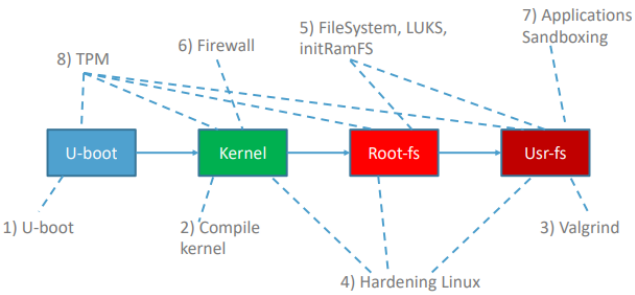 7) Applications
Sandboxing
5) FileSystem, LUKS,
initRamFS
6) Firewall
8) TPM
U-boot
Kernel
Root-fs
Usr-fs
1) U-boot
2) Compile
kernel
3) Valgrind
4) Hardening Linux